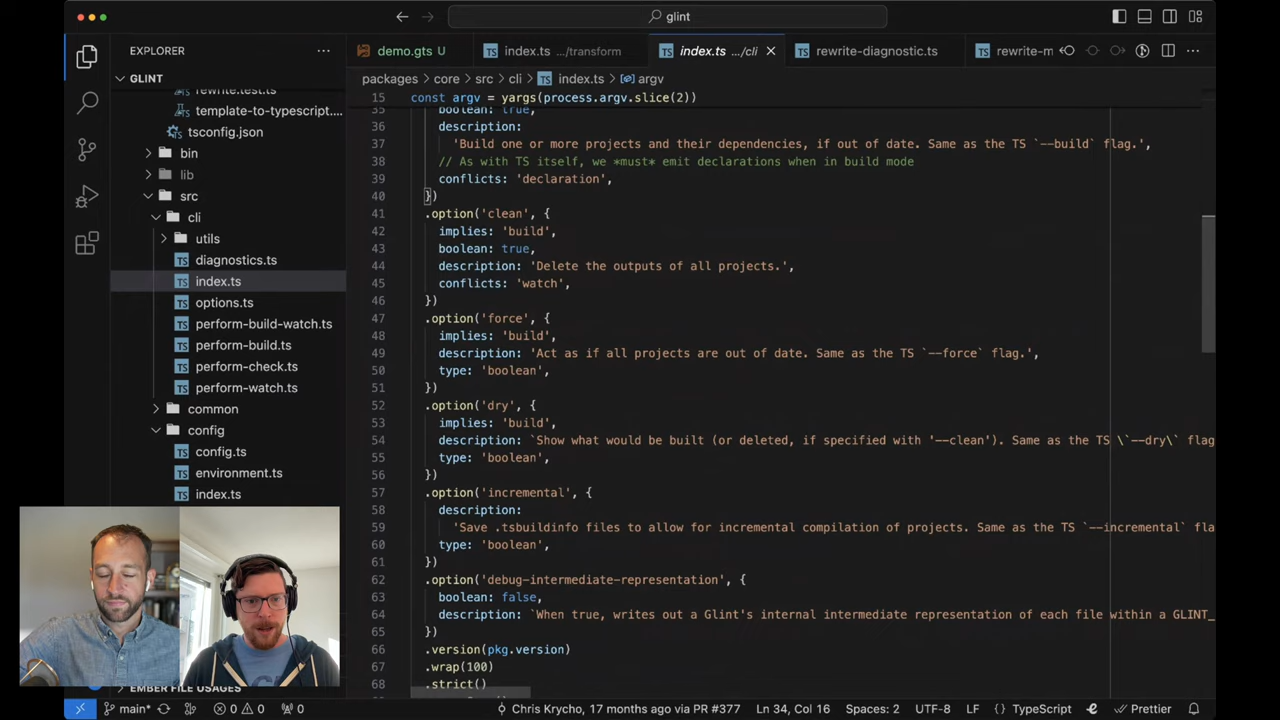 glint
EXPLORER
GLINT
rewrite.test.ts
template-to-typescript....
tsconfig.json
bin
lib
src
cli
utils
diagnostics.ts
index.ts
options.ts
perform-build-watch.ts
perform-build.ts
perform-check.ts
perform-watch.ts
common
config
config.ts
environment.ts
index.ts
EMBER FILE USAGES
demo.gts U
index.ts .../transform
index.ts .../cli
rewrite-diagnostic.ts
rewrite-m
packages > core > src > cli > TS index.ts > argv
15 const argv = yargs(process.argv.slice(2))
35 boolean: true,
36 description:
37 'Build one or more projects and their dependencies, if out of date. Same as the TS `--build` flag.',
38 // As with TS itself, we *must* emit declarations when in build mode
39 conflicts: 'declaration',
40 })
41 .option('clean', {
42 implies: 'build',
43 boolean: true,
44 description: 'Delete the outputs of all projects.',
45 conflicts: 'watch',
46 })
47 .option('force', {
48 implies: 'build',
49 description: 'Act as if all projects are out of date. Same as the TS `--force` flag.',
50 type: 'boolean',
51 })
52 .option('dry', {
53 implies: 'build',
54 description: `Show what would be built (or deleted, if specified with '--clean'). Same as the TS \`--dry\` flag
55 type: 'boolean',
56 })
57 .option('incremental', {
58 description:
59 'Save .tsbuildinfo files to allow for incremental compilation of projects. Same as the TS `--incremental` fla
60 type: 'boolean',
61 })
62 .option('debug-intermediate-representation', {
63 boolean: false,
64 description: `When true, writes out a Glint's internal intermediate representation of each file within a GLINT_
65 })
66 .version(pkg.version)
67 .wrap(100)
68 .strict()
main* 0 0 0 Chris Krycho, 17 months ago via PR #377 Ln 34, Col 16 Spaces: 2 UTF-8 LF {} TypeScript Prettier